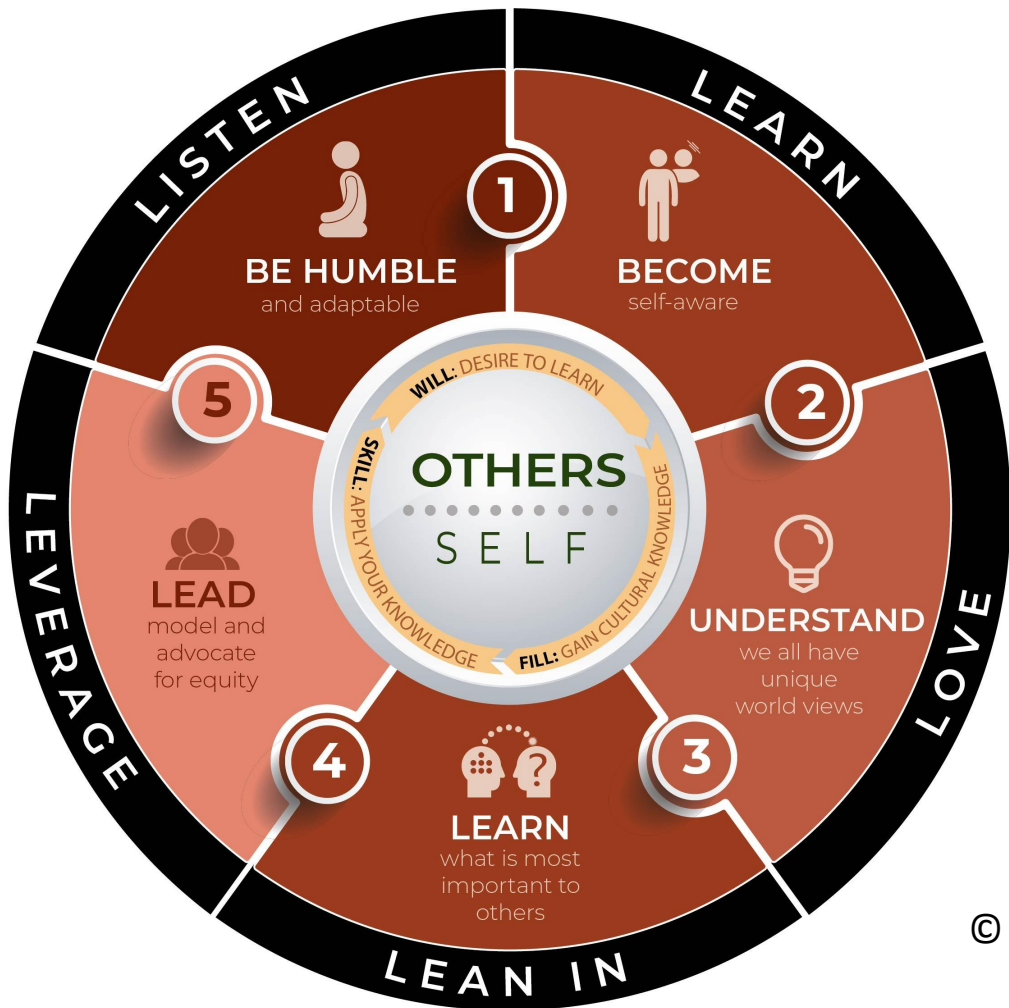 LISTEN
1
BE HUMBLE
and adaptable
LEARN
BECOME
self-aware
2
LOVE
UNDERSTAND
we all have
unique
world views
3
LEAN IN
LEARN
what is most
important to
others
4
LEVERAGE
LEAD
model and
advocate
for equity
5
WILL: DESIRE TO LEARN
FILL: GAIN CULTURAL KNOWLEDGE
SKILL: APPLY YOUR KNOWLEDGE
OTHERS
SELF
©